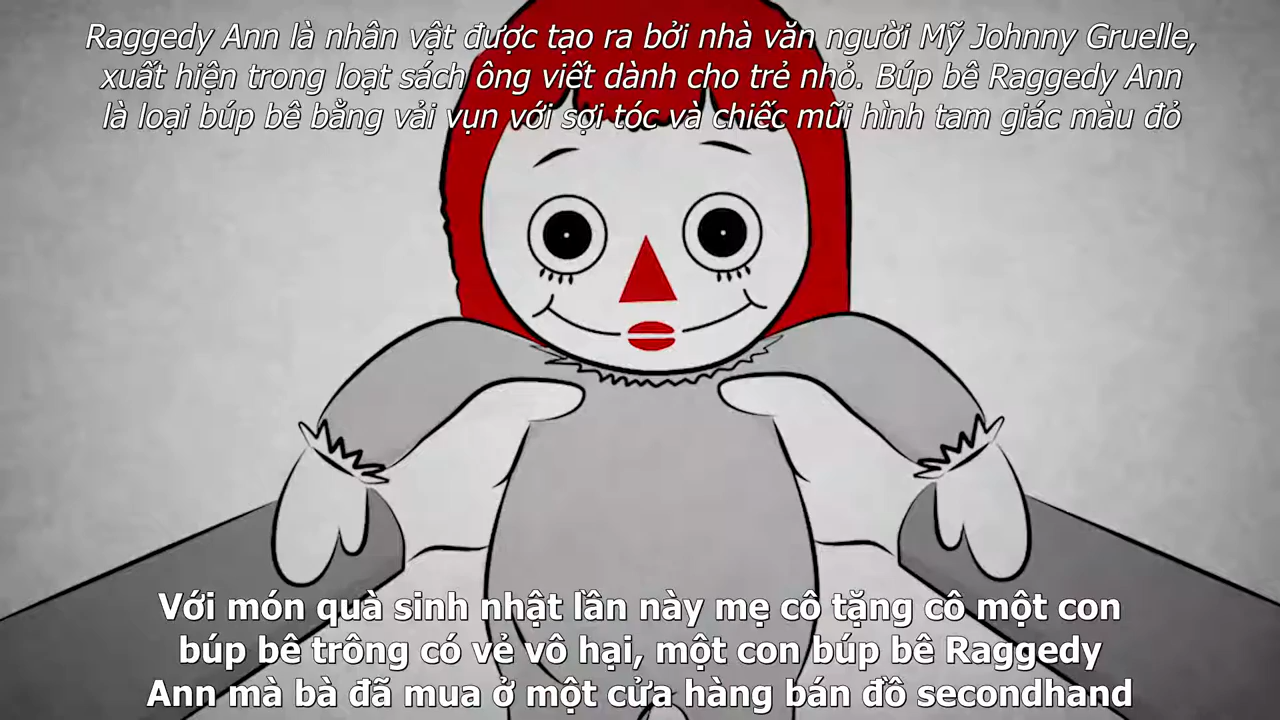 Raggedy Ann là nhân vật được tạo ra bởi nhà văn người Mỹ Johnny Gruelle,
xuất hiện trong loạt sách ông viết dành cho trẻ nhỏ. Búp bê Raggedy Ann
là loại búp bê bằng vải vụn với sợi tóc và chiếc mũi hình tam giác màu đỏ
Với món quà sinh nhật lần này mẹ cô tặng cô một con
búp bê trông có vẻ vô hại, một con búp bê Raggedy
Ann mà bà đã mua ở một cửa hàng bán đồ secondhand